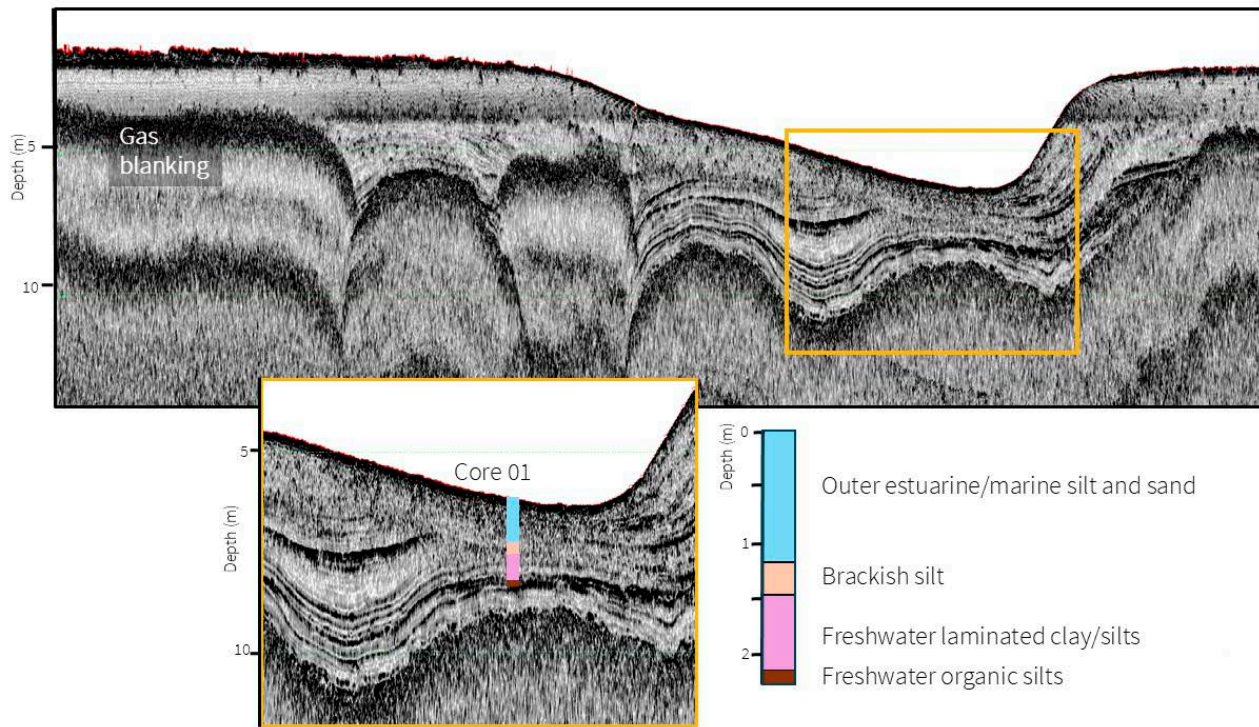 Depth (m)
5
10
Gas
blanking
Depth (m)
5
10
Core 01
Depth (m)
0
1
2
Outer estuarine/marine silt and sand
Brackish silt
Freshwater laminated clay/silts
Freshwater organic silts